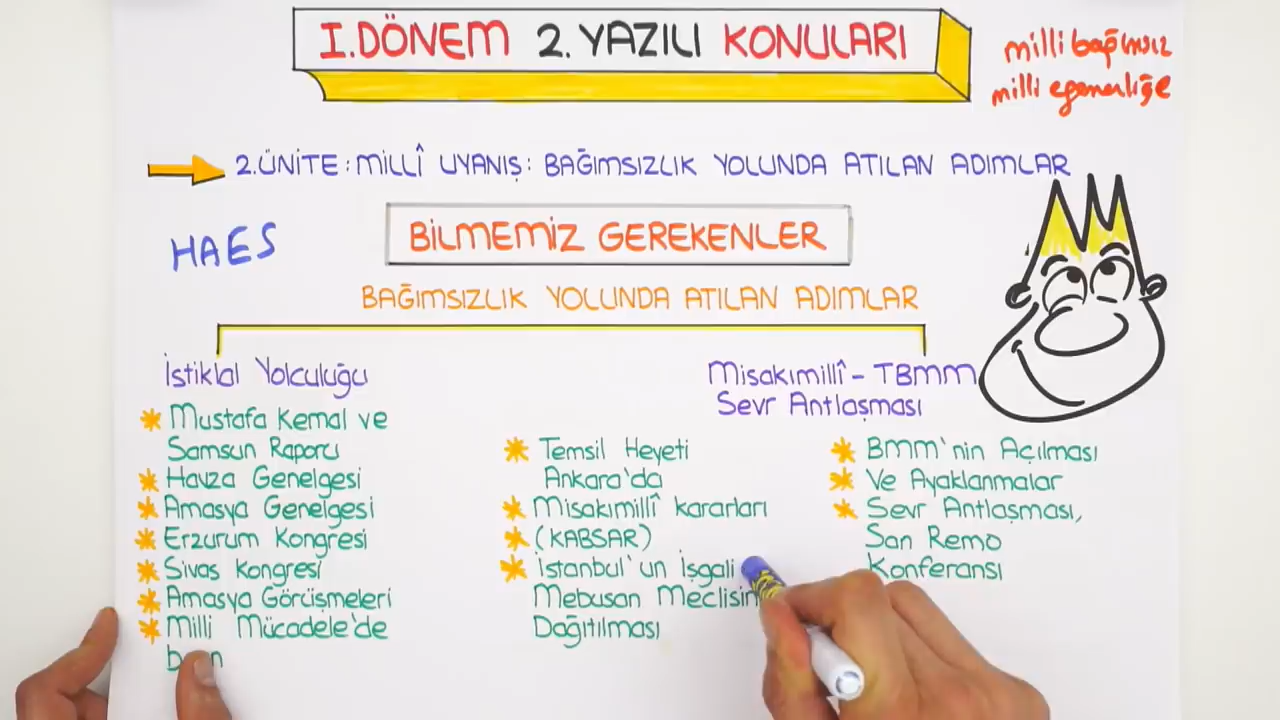 I.DÖNEM 2.YAZILI KONULARI
milli bağımsız
milli egemenliğe
2.ÜNİTE: MİLLÎ UYANIŞ: BAĞIMSIZLIK YOLUNDA ATILAN ADIMLAR
HAES
BİLMEMİZ GEREKENLER
BAĞIMSIZLIK YOLUNDA ATILAN ADIMLAR
İstiklal Yolculuğu
Mustafa Kemal ve
Samsun Raporu
Havza Genelgesi
Amasya Genelgesi
Erzurum Kongresi
Sivas Kongresi
Amasya Görüşmeleri
Milli Mücadele'de
Misakımillî - TBMM
Sevr Antlaşması
Temsil Heyeti
Ankara'da
Misakımillî kararları
(KABSAR)
İstanbul'un İşgali
Mebusan Meclisin
Dağıtılması
BMM'nin Açılması
Ve Ayaklanmalar
Sevr Antlaşması,
San Remo
Konferansı